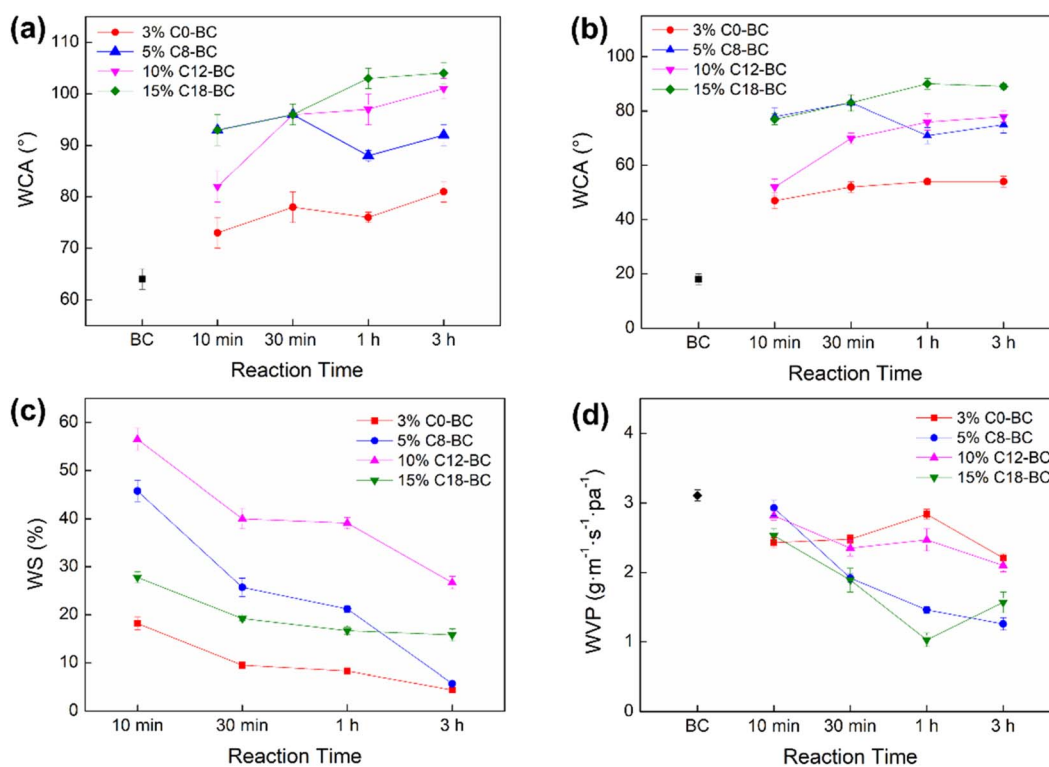 (a)
3% C0-BC
5% C8-BC
10% C12-BC
15% C18-BC
110
100
90
80
70
60
WCA (°)
BC 10 min 30 min 1 h 3 h
Reaction Time
(b)
3% C0-BC
5% C8-BC
10% C12-BC
15% C18-BC
100
80
60
40
20
0
WCA (°)
BC 10 min 30 min 1 h 3 h
Reaction Time
(c)
3% C0-BC
5% C8-BC
10% C12-BC
15% C18-BC
60
50
40
30
20
10
0
WS (%)
10 min 30 min 1 h 3 h
Reaction Time
(d)
3% C0-BC
5% C8-BC
10% C12-BC
15% C18-BC
4
3
2
1
0
WVP (g·m⁻¹·s⁻¹·pa⁻¹)
BC 10 min 30 min 1 h 3 h
Reaction Time